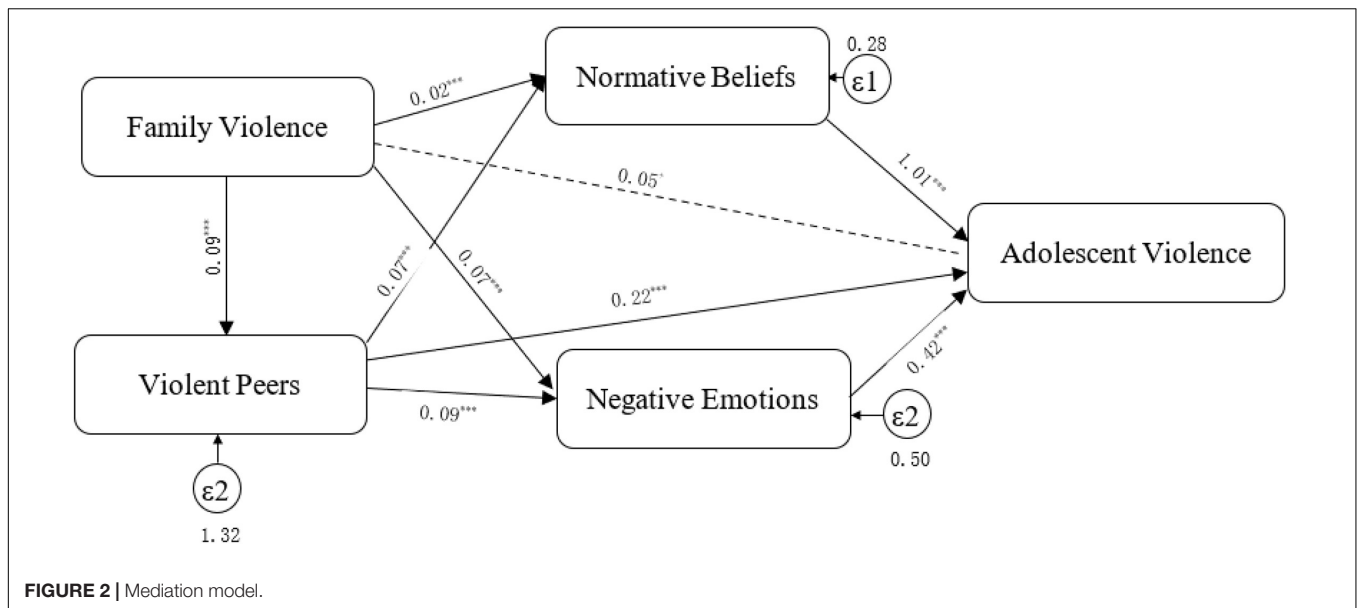 0.28
Normative Beliefs
ε1
0.02***
Family Violence
0.05*
1.01***
0.09***
0.07***
0.07***
Adolescent Violence
0.22***
Violent Peers
Negative Emotions
0.42***
0.09***
ε2
0.50
ε2
1.32
FIGURE 2 | Mediation model.